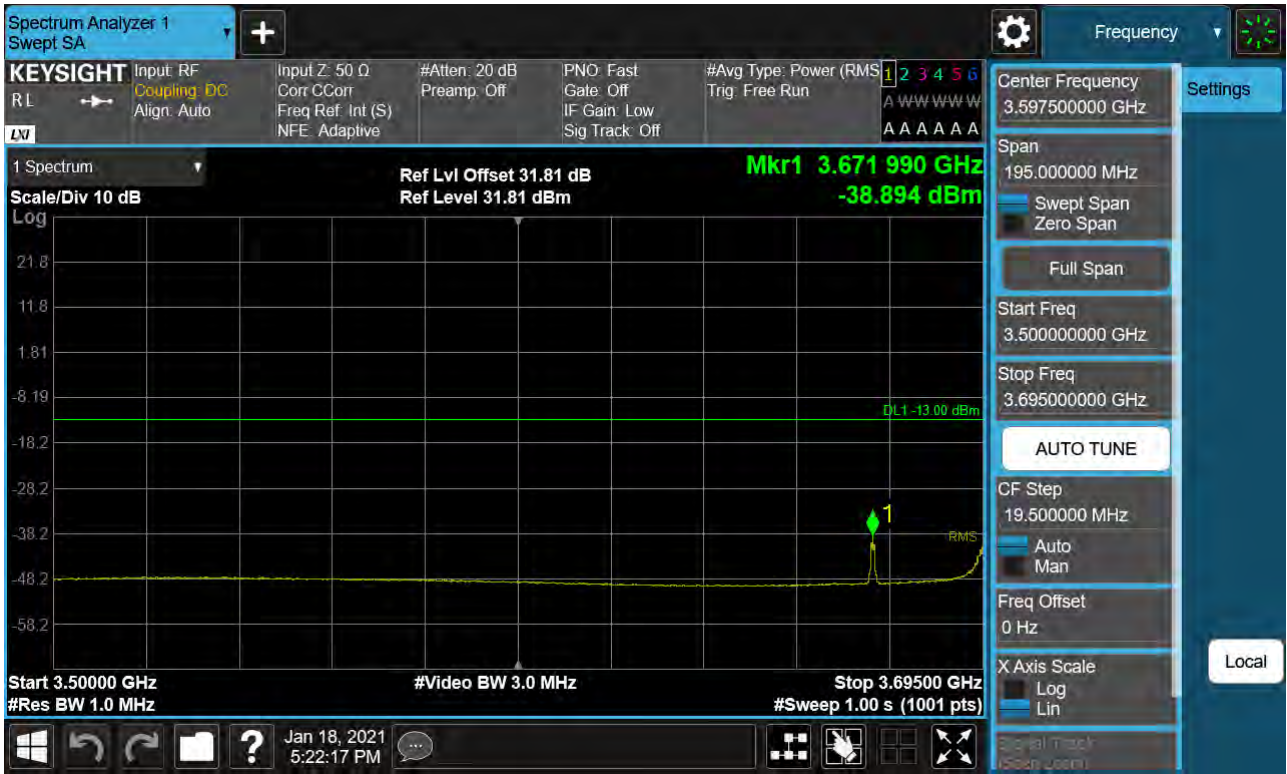 Spectrum Analyzer 1
Swept SA
+
Frequency
KEYSIGHT
RL
LXI
Input: RF
Coupling: DC
Align: Auto
Input Z: 50 Ω
Corr CCorr
Freq Ref: Int (S)
NFE: Adaptive
#Atten: 20 dB
Preamp: Off
PNO: Fast
Gate: Off
IF Gain: Low
Sig Track: Off
#Avg Type: Power (RMS
Trig: Free Run
1 2 3 4 5 6
A W W W W W
A A A A A A
1 Spectrum
Scale/Div 10 dB
Log
Ref Lvl Offset 31.81 dB
Ref Level 31.81 dBm
Mkr1 3.671 990 GHz
-38.894 dBm
21.8
11.8
1.81
-8.19
DL1 -13.00 dBm
-18.2
-28.2
1
-38.2
RMS
-48.2
-58.2
Start 3.50000 GHz
#Video BW 3.0 MHz
Stop 3.69500 GHz
#Res BW 1.0 MHz
#Sweep 1.00 s (1001 pts)
Center Frequency
3.597500000 GHz
Settings
Span
195.000000 MHz
Swept Span
Zero Span
Full Span
Start Freq
3.500000000 GHz
Stop Freq
3.695000000 GHz
AUTO TUNE
CF Step
19.500000 MHz
Auto
Man
Freq Offset
0 Hz
X Axis Scale
Log
Lin
Local
Signal Track
(Span Zoom)
?
Jan 18, 2021
5:22:17 PM